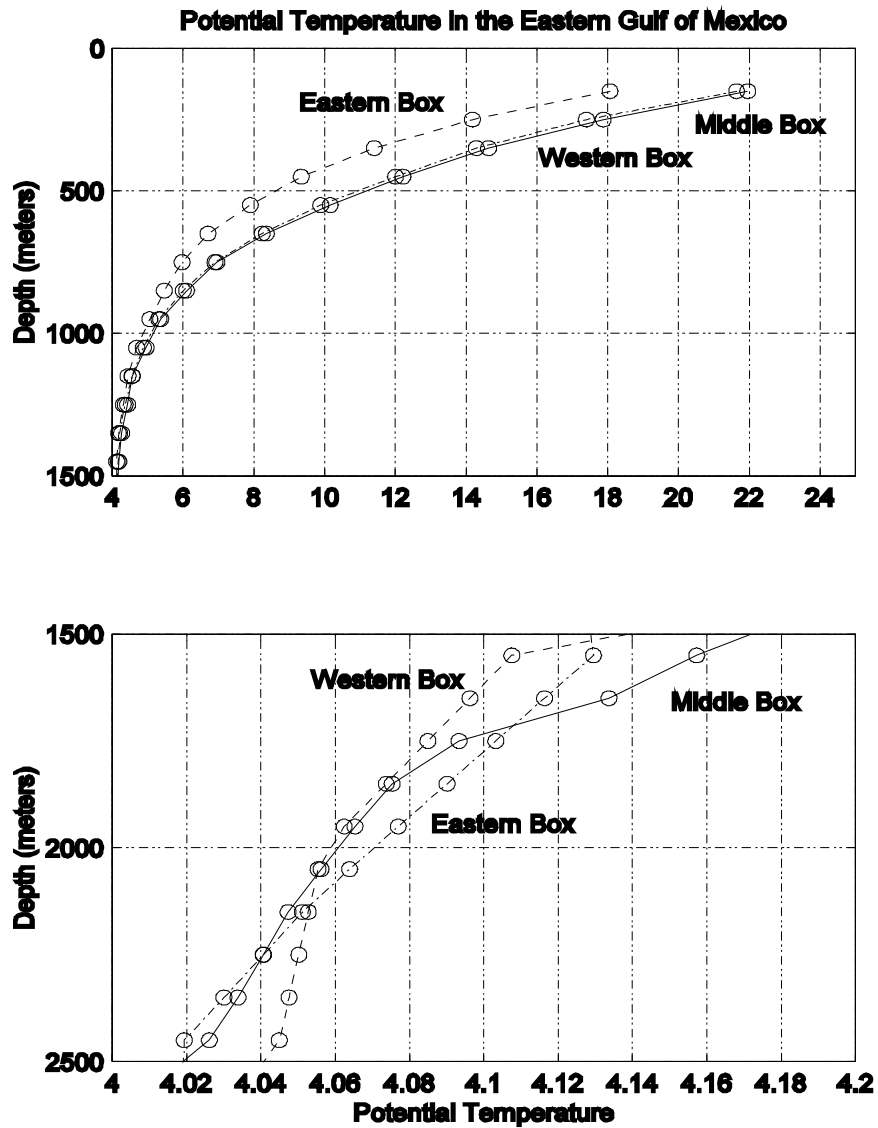 Potential Temperature in the Eastern Gulf of Mexico
0
500
1000
1500
Depth (meters)
Eastern Box
Middle Box
Western Box
4 6 8 10 12 14 16 18 20 22 24
1500
2000
2500
Depth (meters)
Western Box
Middle Box
Eastern Box
4 4.02 4.04 4.06 4.08 4.1 4.12 4.14 4.16 4.18 4.2
Potential Temperature